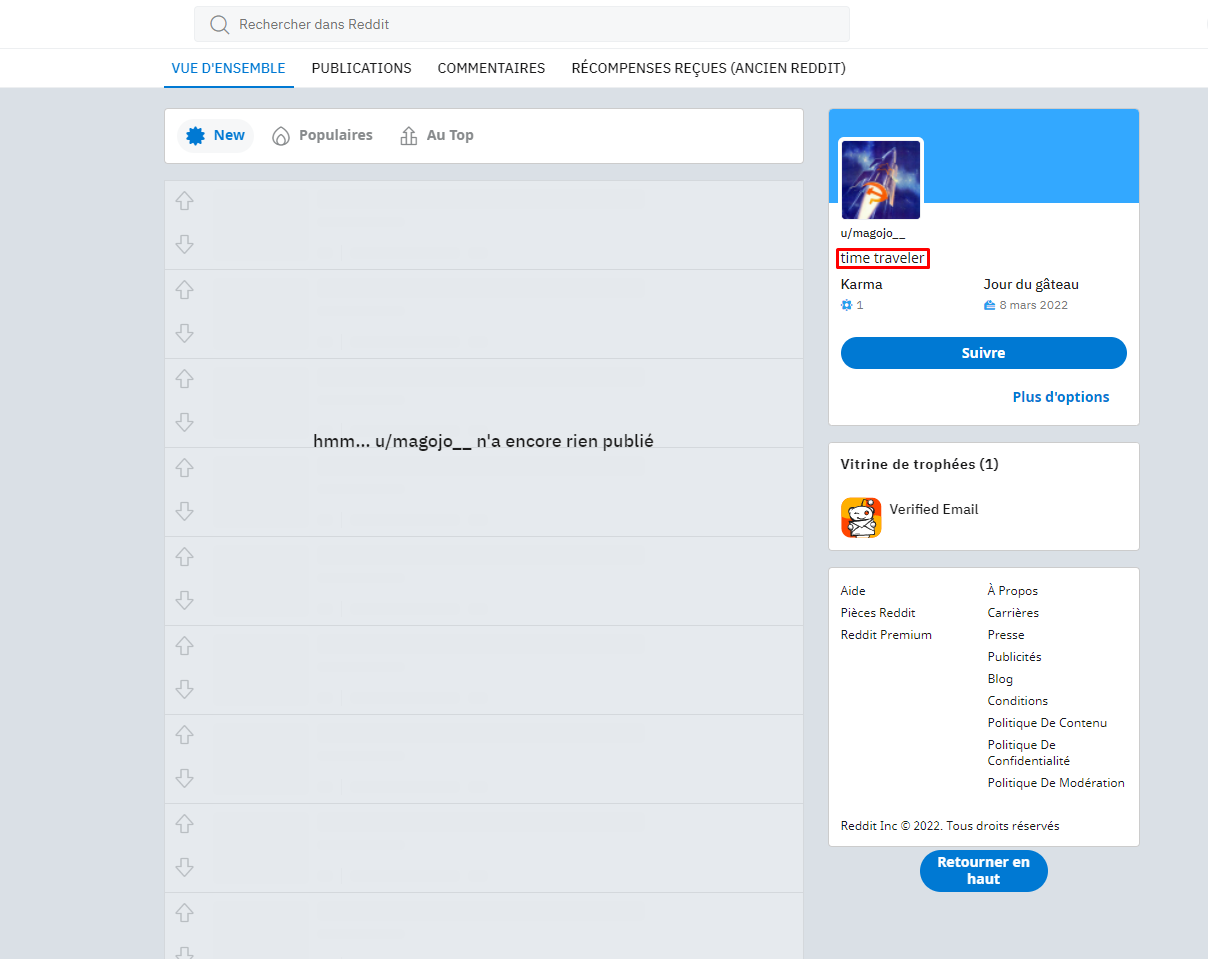 Rechercher dans Reddit
VUE D'ENSEMBLE PUBLICATIONS COMMENTAIRES RÉCOMPENSES REÇUES (ANCIEN REDDIT)
New Populaires Au Top
hmm... u/magojo__ n'a encore rien publié
u/magojo__
time traveler
Karma Jour du gâteau
1 8 mars 2022
Suivre
Plus d'options
Vitrine de trophées (1)
Verified Email
Aide À Propos
Pièces Reddit Carrières
Reddit Premium Presse
Publicités
Blog
Conditions
Politique De Contenu
Politique De
Confidentialité
Politique De Modération
Reddit Inc © 2022. Tous droits réservés
Retourner en
haut